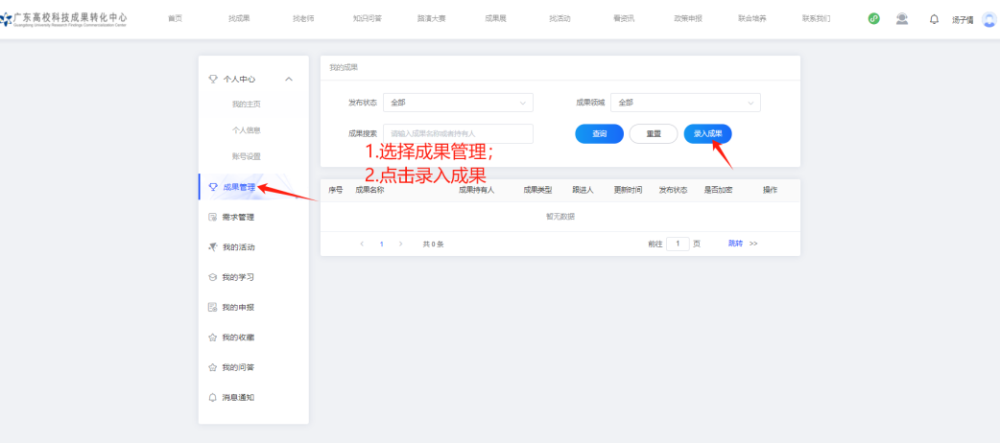 广东高校科技成果转化中心
Guangdong University Research Findings Commercialization Center
首页 找成果 找老师 知识问答 路演大赛 成果展 找活动 看资讯 政策申报 联合培养 联系我们 汤子情
个人中心
我的主页
个人信息
账号设置
成果管理
需求管理
我的活动
我的学习
我的申报
我的收藏
我的问答
消息通知
我的成果
发布状态 全部 成果领域 全部
成果搜索 请输入成果名称或者持有人 查询 重置 录入成果
1.选择成果管理；
2.点击录入成果
序号 成果名称 成果持有人 成果类型 跟进人 更新时间 发布状态 是否加密 操作
暂无数据
< 1 > 共 0 条 前往 1 页 跳转 >>